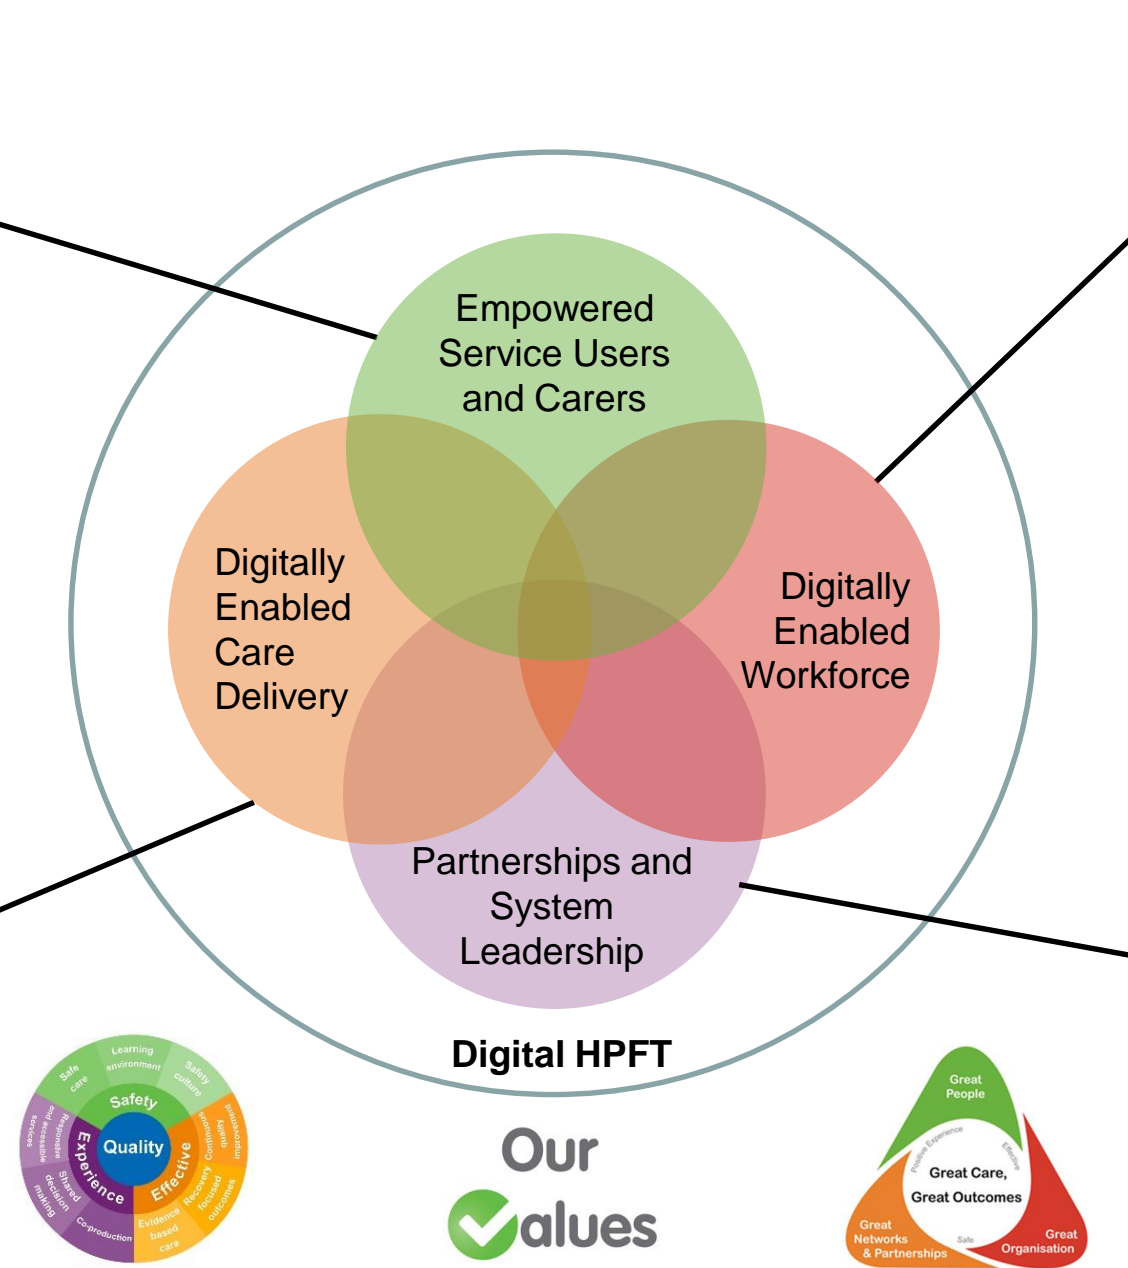 Empowered
Service Users
and Carers
Digitally
Enabled
Care
Delivery
Digitally
Enabled
Workforce
Partnerships and
System
Leadership
Digital HPFT
Learning
environment
Safe
care
Safety
culture
Safety
Quality
Experience
Effective
Responsive
and accessible
services
Shared
decision
making
Co-production
Continuous
quality
improvement
Recovery
focused
outcomes
Evidence
based
care
Our
Values
Great
People
Positive Experience
Effective
Great Care,
Great Outcomes
Great
Networks
& Partnerships
Safe
Great
Organisation